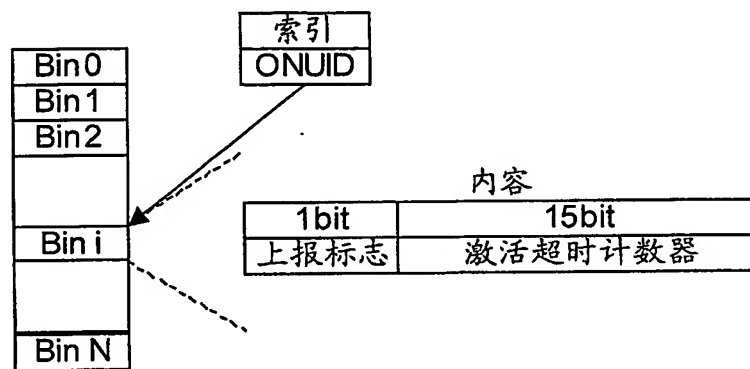 索引
ONUID
Bin0
Bin1
Bin2
Bin i
Bin N
内容
1bit 15bit
上报标志 激活超时计数器